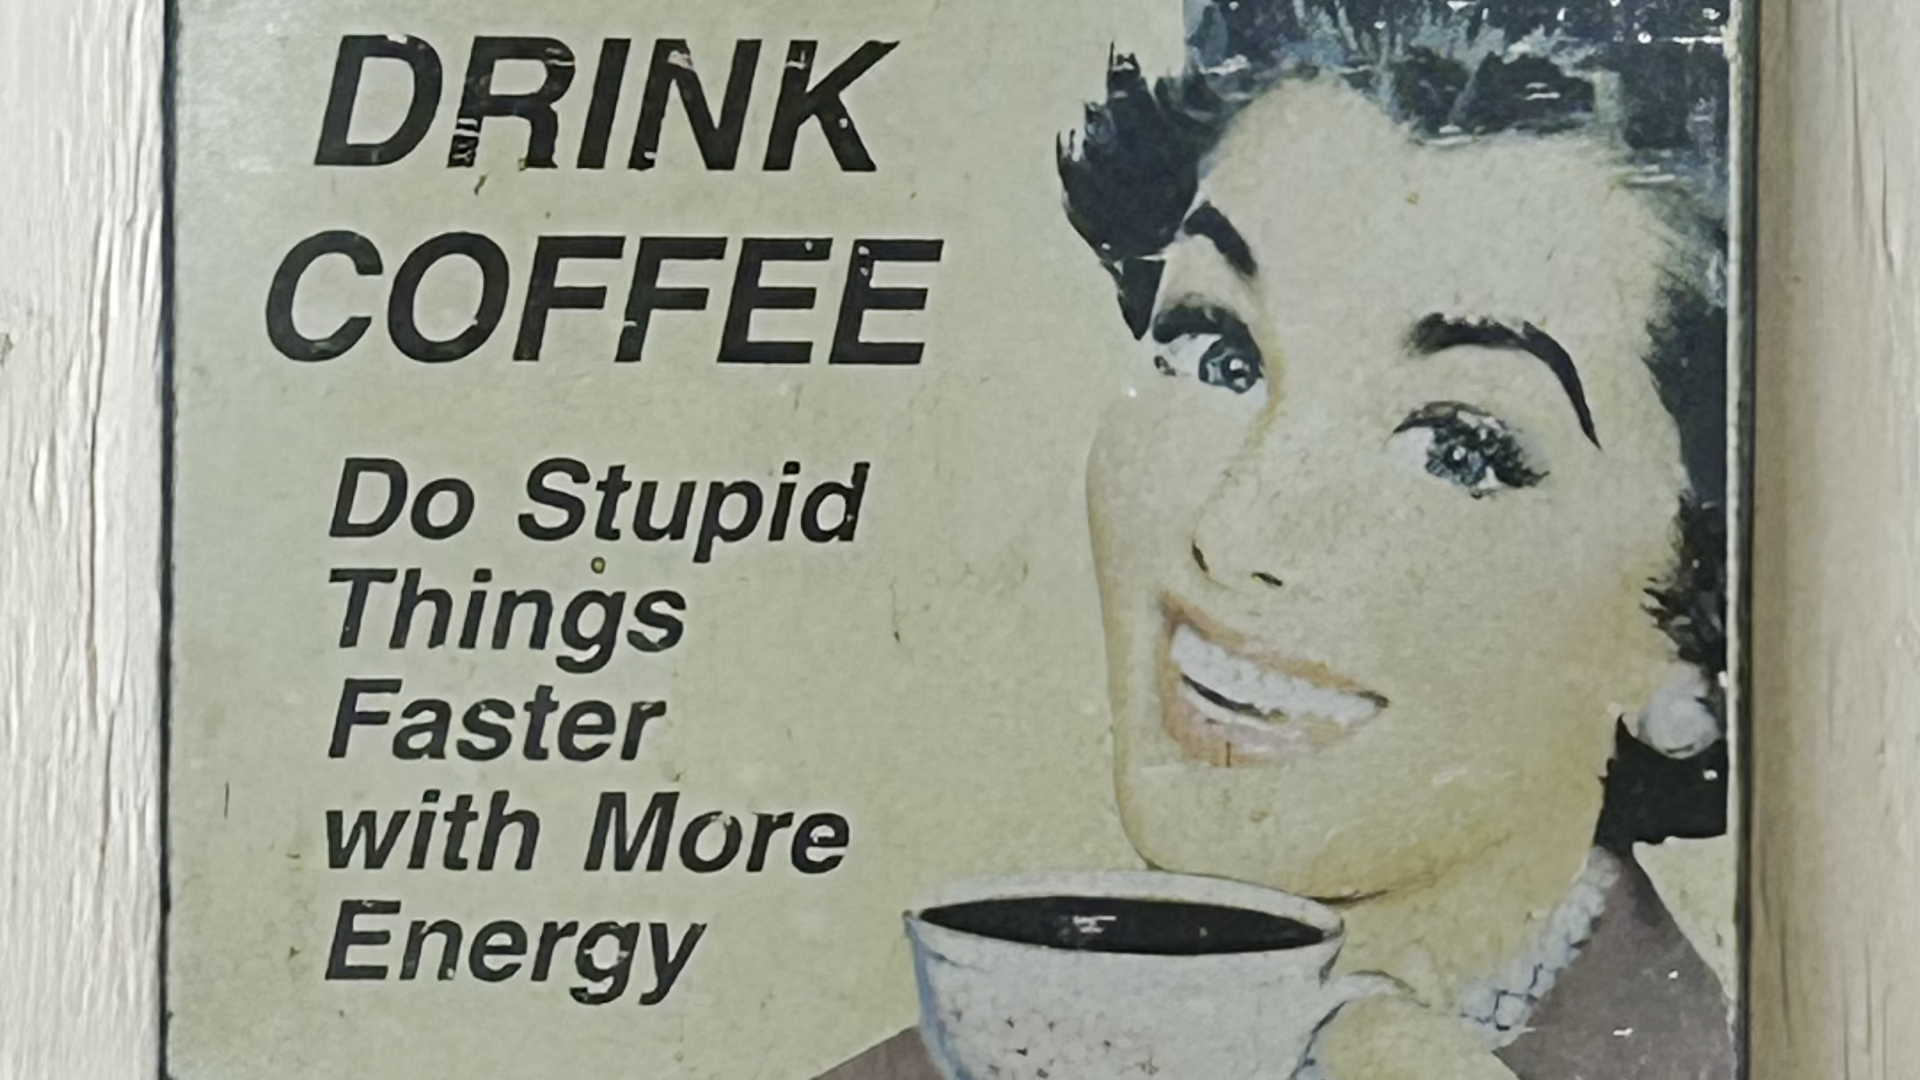 DRINK
COFFEE
Do Stupid
Things
Faster
with More
Energy